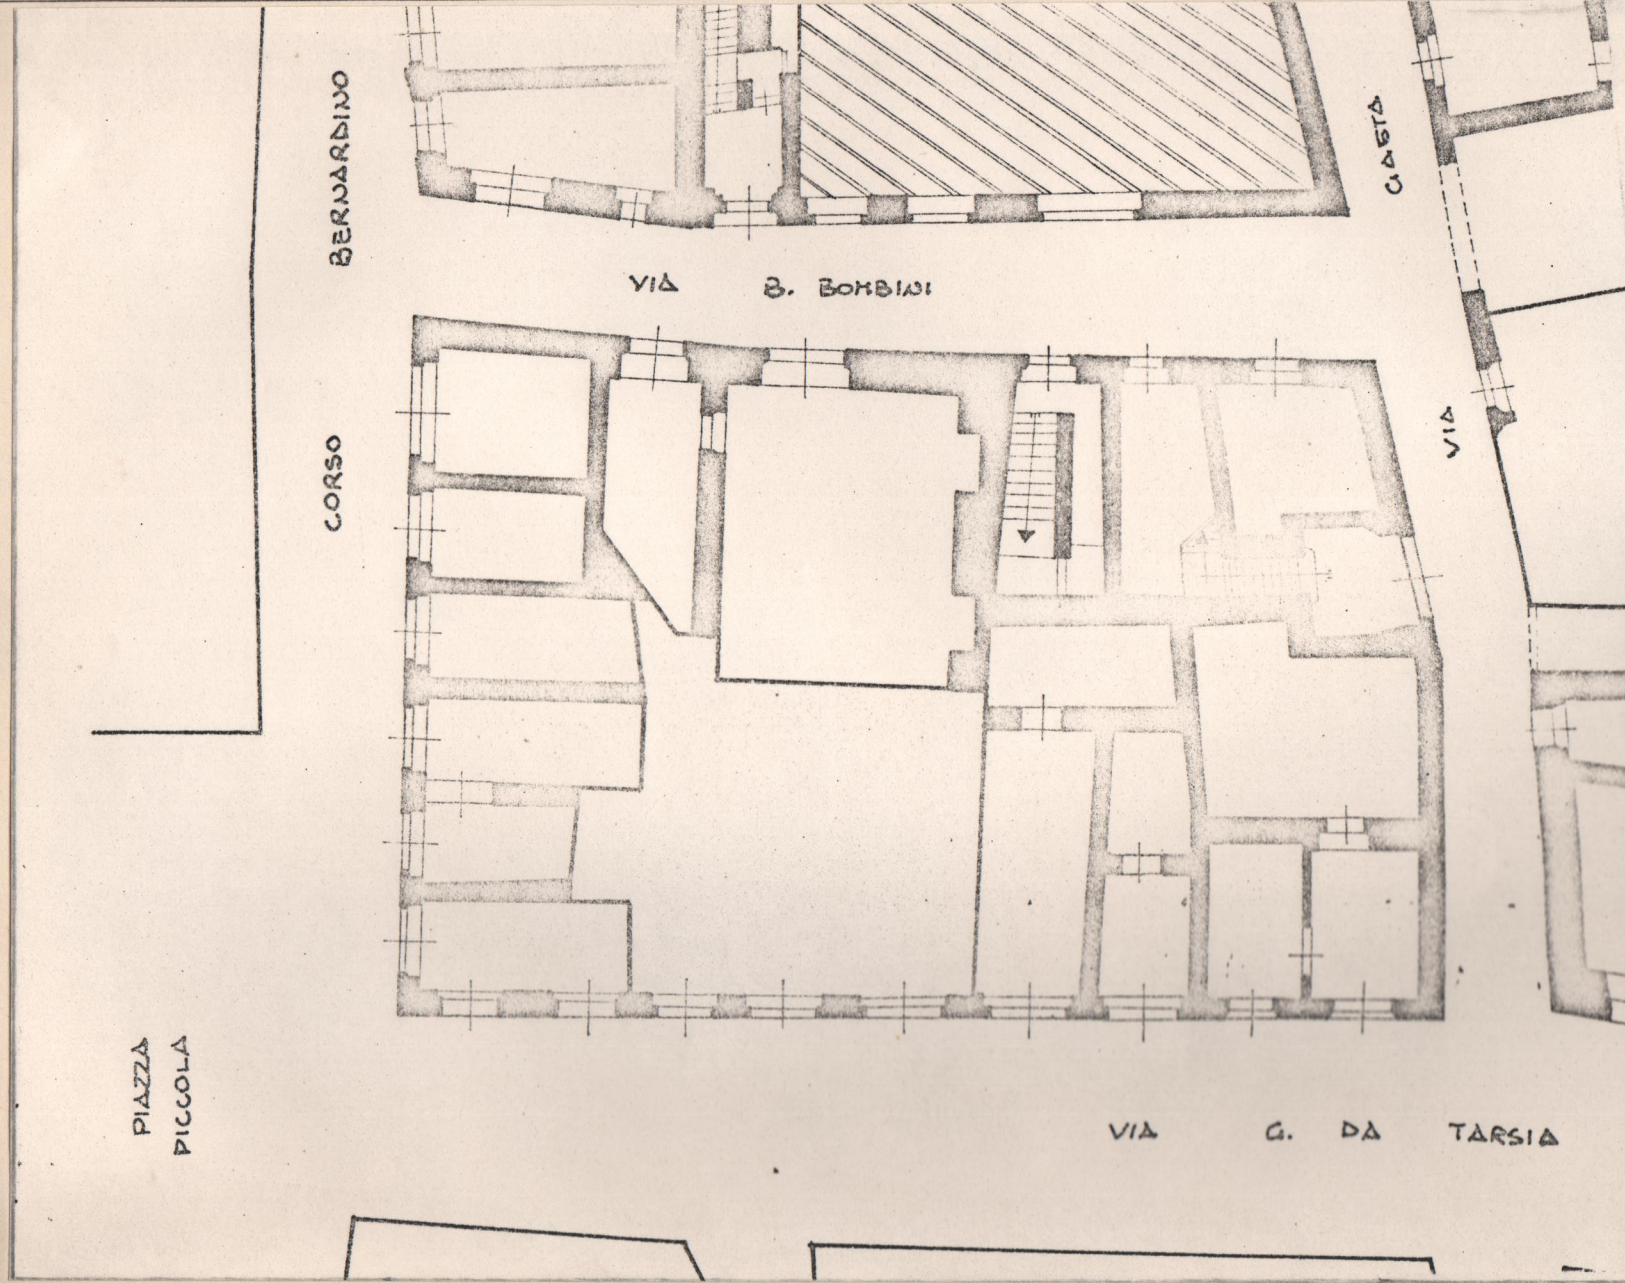 CORSO BERNARDINO
VIA B. BOMBINI
VIA GAETA
PIAZZA
PICCOLA
VIA G. DA TARSIA